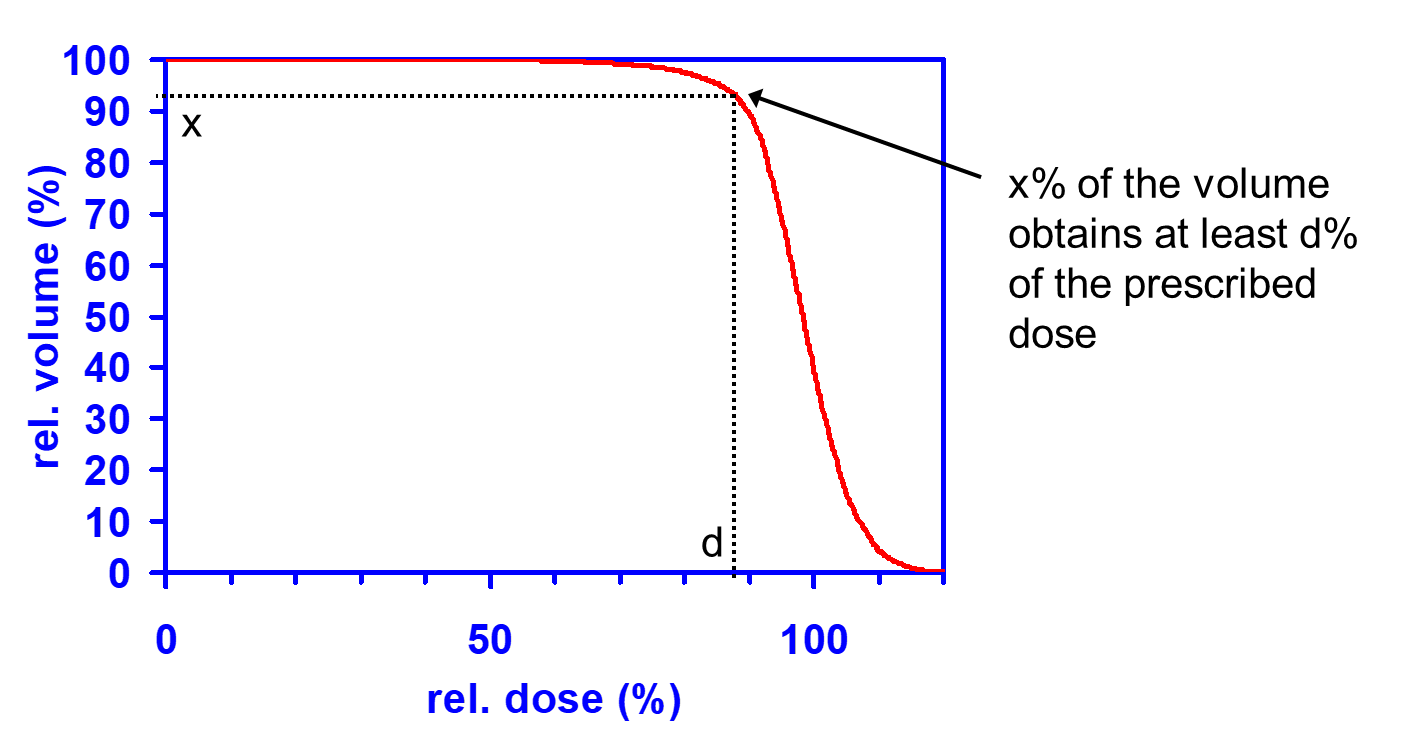 100
90
80
70
60
50
40
30
20
10
0
rel. volume (%)
x
d
0
50
100
rel. dose (%)
x% of the volume
obtains at least d%
of the prescribed
dose